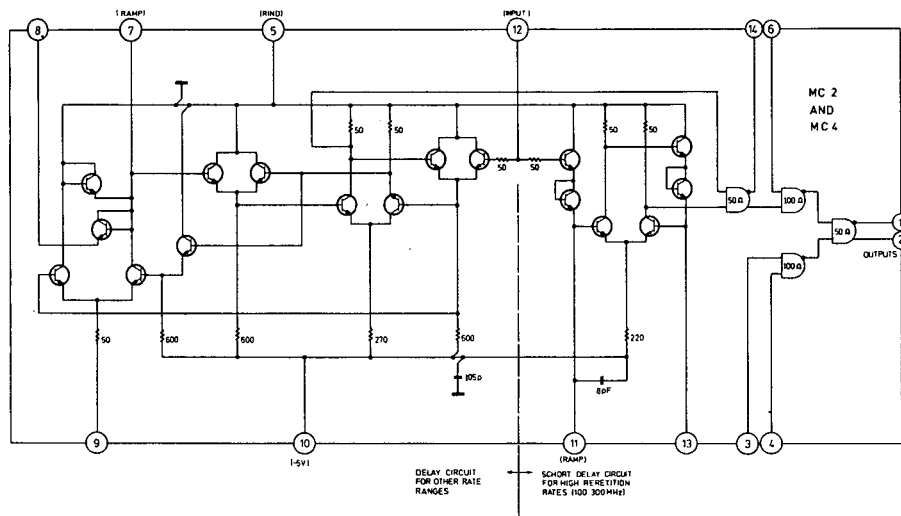 (RAMP)
(RIND)
(INPUT)
8
7
5
12
14
6
MC 2
AND
MC 4
50
50
50
50
50
50
50 Ω
100 Ω
50 Ω
100 Ω
1
2
OUTPUTS
50
600
600
270
600
220
105p
8pF
9
10
11
13
3
4
(-5V)
(RAMP)
DELAY CIRCUIT
FOR OTHER RATE
RANGES
SCHORT DELAY CIRCUIT
FOR HIGH REPETITION
RATES (100 300MHz)